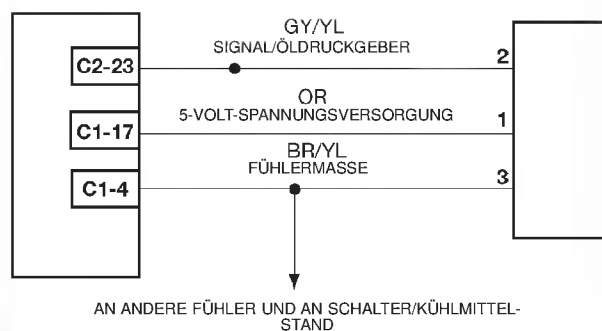 GY/YL
SIGNAL/ÖLDRUCKGEBER
C2-23
2
OR
5-VOLT-SPANNUNGSVERSORGUNG
C1-17
1
BR/YL
FÜHLERMASSE
C1-4
3
AN ANDERE FÜHLER UND AN SCHALTER/KÜHLMITTEL-
STAND